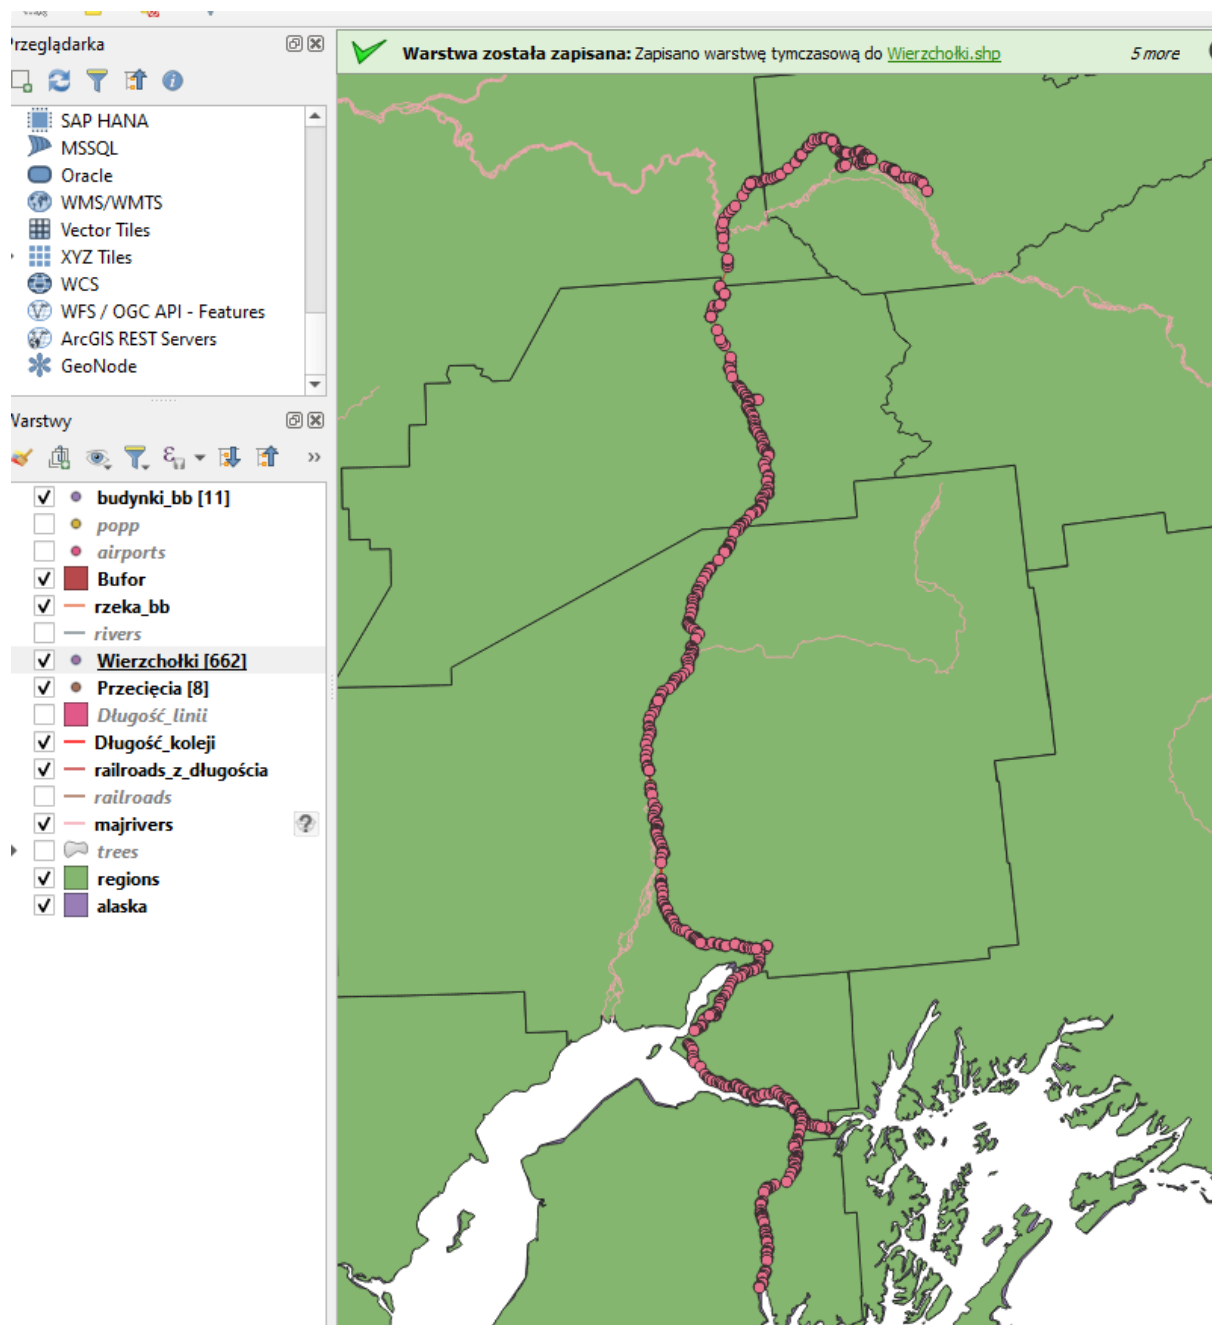 Przeglądarka
Warstwa została zapisana: Zapisano warstwę tymczasową do Wierzchołki.shp 5 more
SAP HANA
MSSQL
Oracle
WMS/WMTS
Vector Tiles
XYZ Tiles
WCS
WFS / OGC API - Features
ArcGIS REST Servers
GeoNode
Warstwy
budynki_bb [11]
popp
airports
Bufor
rzeka_bb
rivers
Wierzchołki [662]
Przecięcia [8]
Długość_linii
Długość_koleji
railroads_z_długościa
railroads
majrivers
trees
regions
alaska